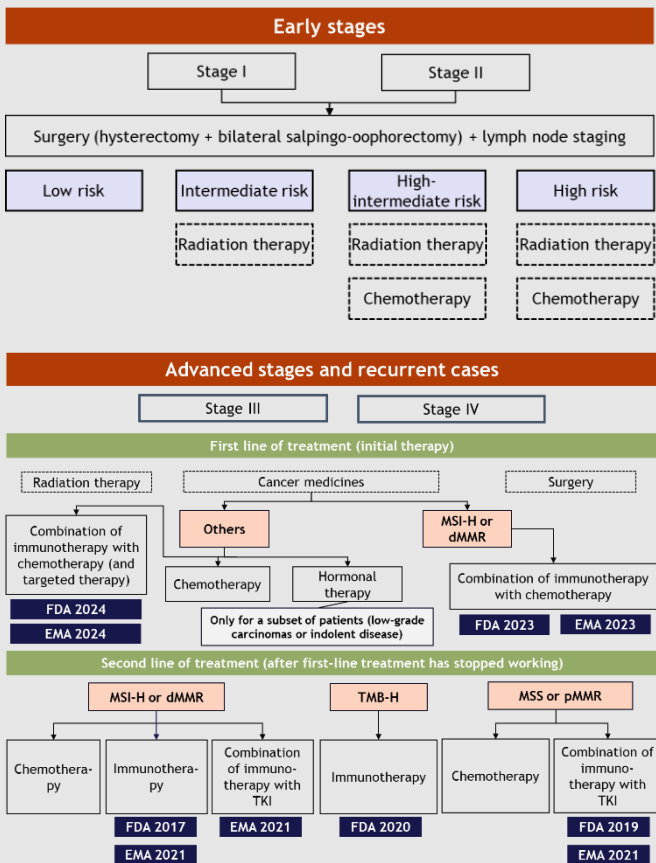 Early stages
Stage I
Stage II
Surgery (hysterectomy + bilateral salpingo-oophorectomy) + lymph node staging
Low risk
Intermediate risk
High-
intermediate risk
High risk
Radiation therapy
Radiation therapy
Radiation therapy
Chemotherapy
Chemotherapy
Advanced stages and recurrent cases
Stage III
Stage IV
First line of treatment (initial therapy)
Radiation therapy
Cancer medicines
Surgery
Combination of
immunotherapy with
chemotherapy (and
targeted therapy)
FDA 2024
EMA 2024
Others
Chemotherapy
Hormonal
therapy
Only for a subset of patients (low-grade
carcinomas or indolent disease)
MSI-H or
dMMR
Combination of immunotherapy
with chemotherapy
FDA 2023
EMA 2023
Second line of treatment (after first-line treatment has stopped working)
MSI-H or dMMR
Chemothera-
py
Immunothera-
py
FDA 2017
EMA 2021
Combination
of immuno-
therapy with
TKI
EMA 2021
TMB-H
Immunotherapy
FDA 2020
MSS or pMMR
Chemotherapy
Combination
of immuno-
therapy with
TKI
FDA 2019
EMA 2021